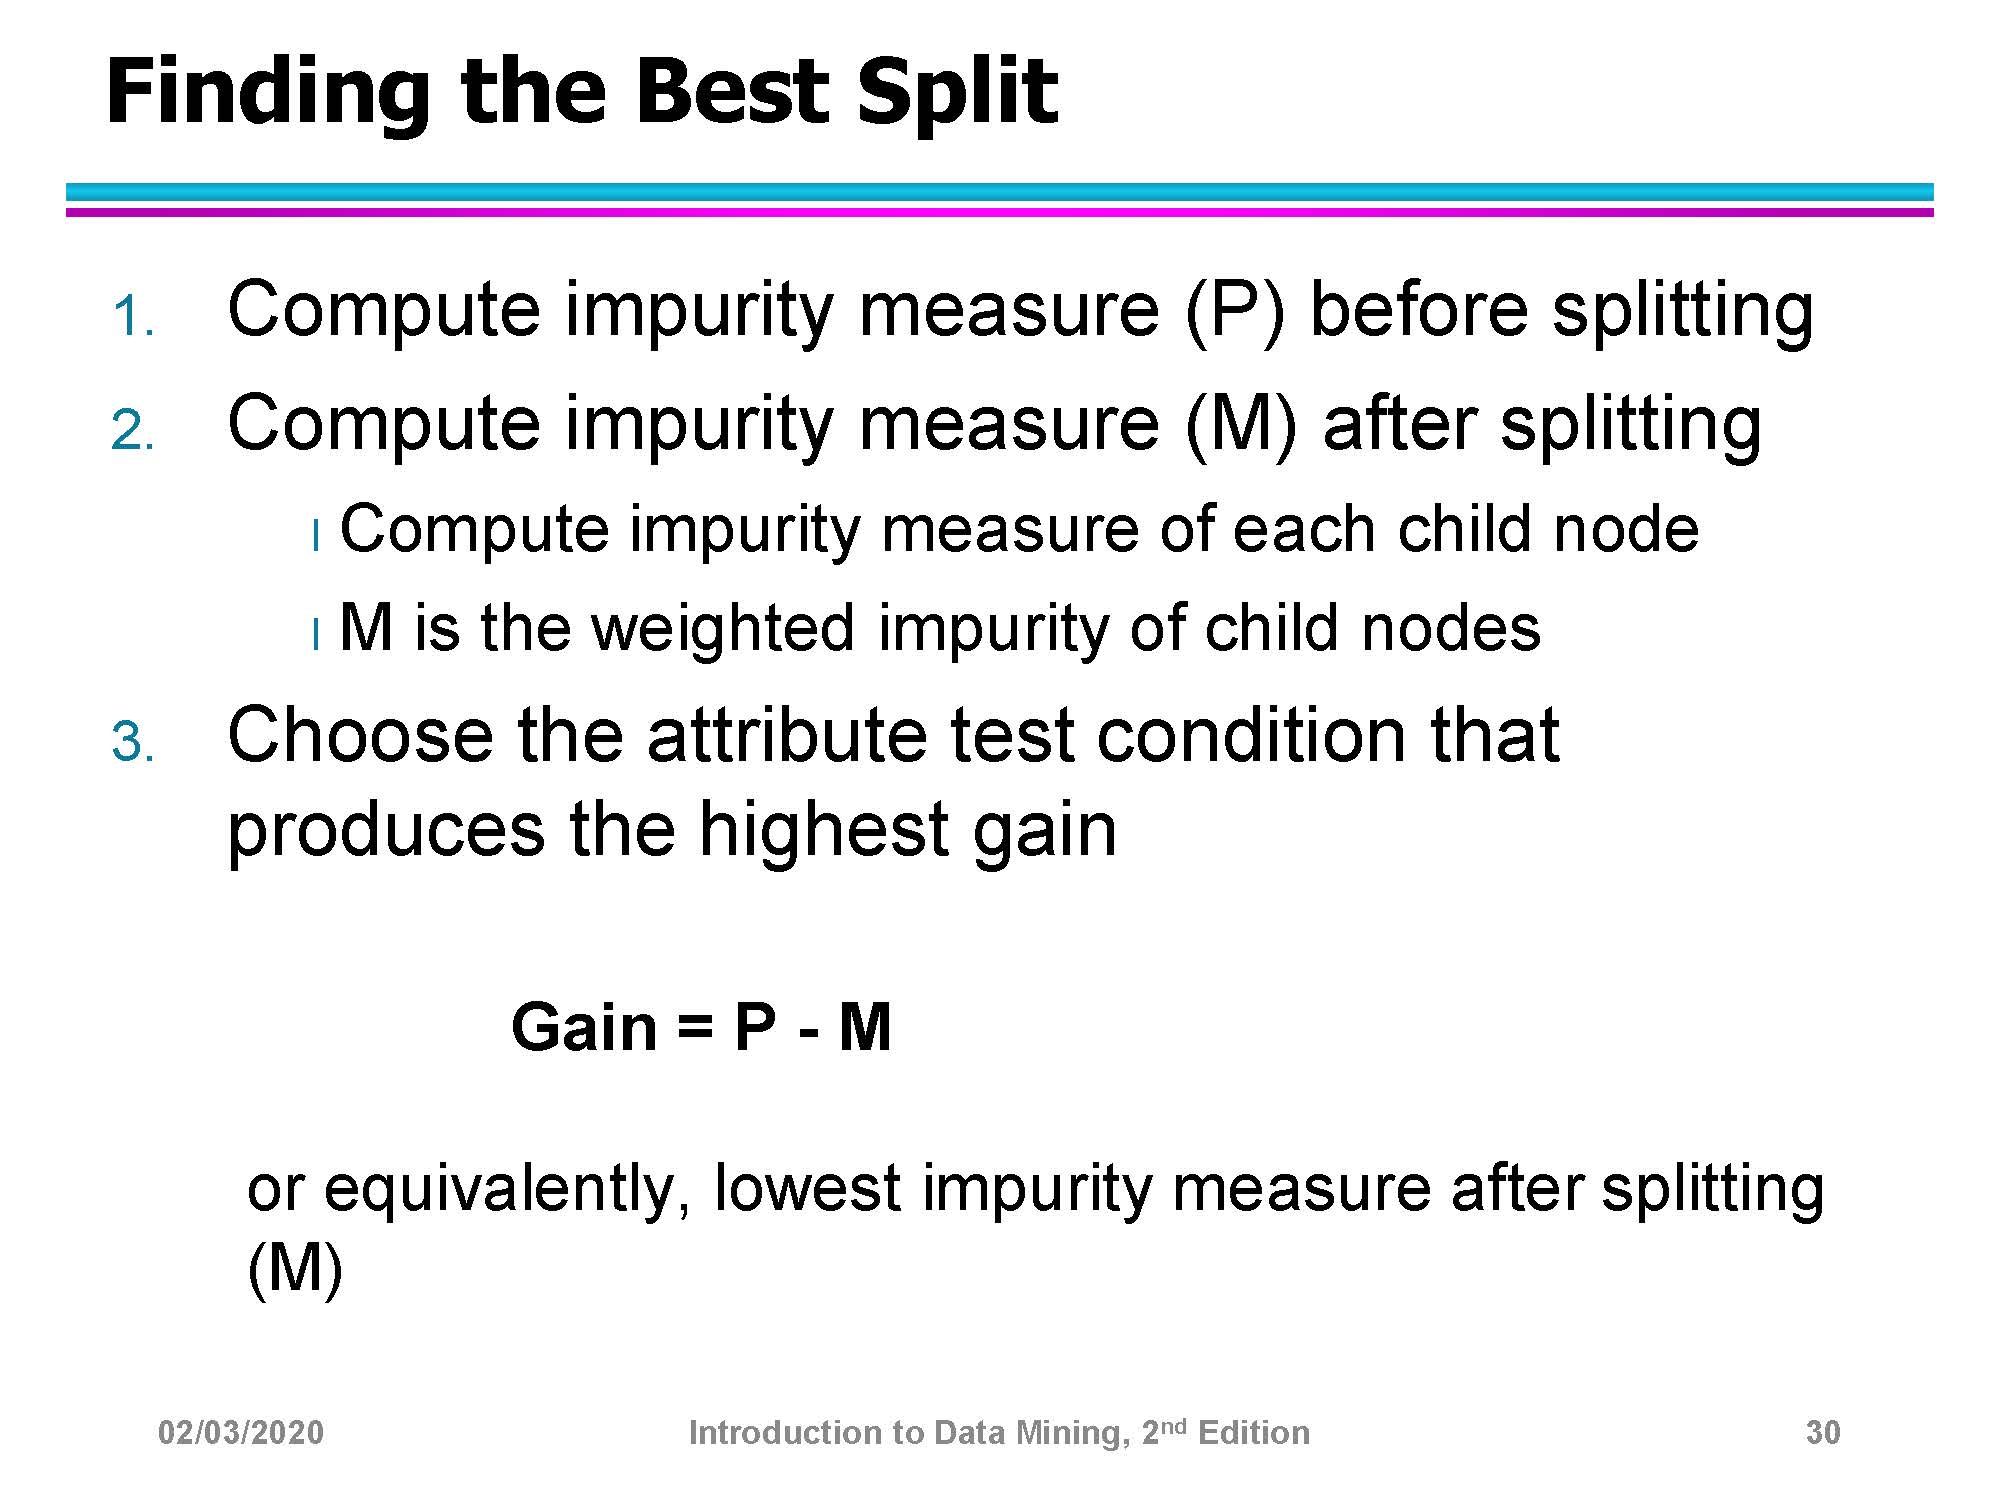 Finding the Best Split
1. Compute impurity measure (P) before splitting
2. Compute impurity measure (M) after splitting
l Compute impurity measure of each child node
l M is the weighted impurity of child nodes
3. Choose the attribute test condition that
produces the highest gain
Gain = P - M
or equivalently, lowest impurity measure after splitting
(M)
02/03/2020 Introduction to Data Mining, 2nd Edition 30